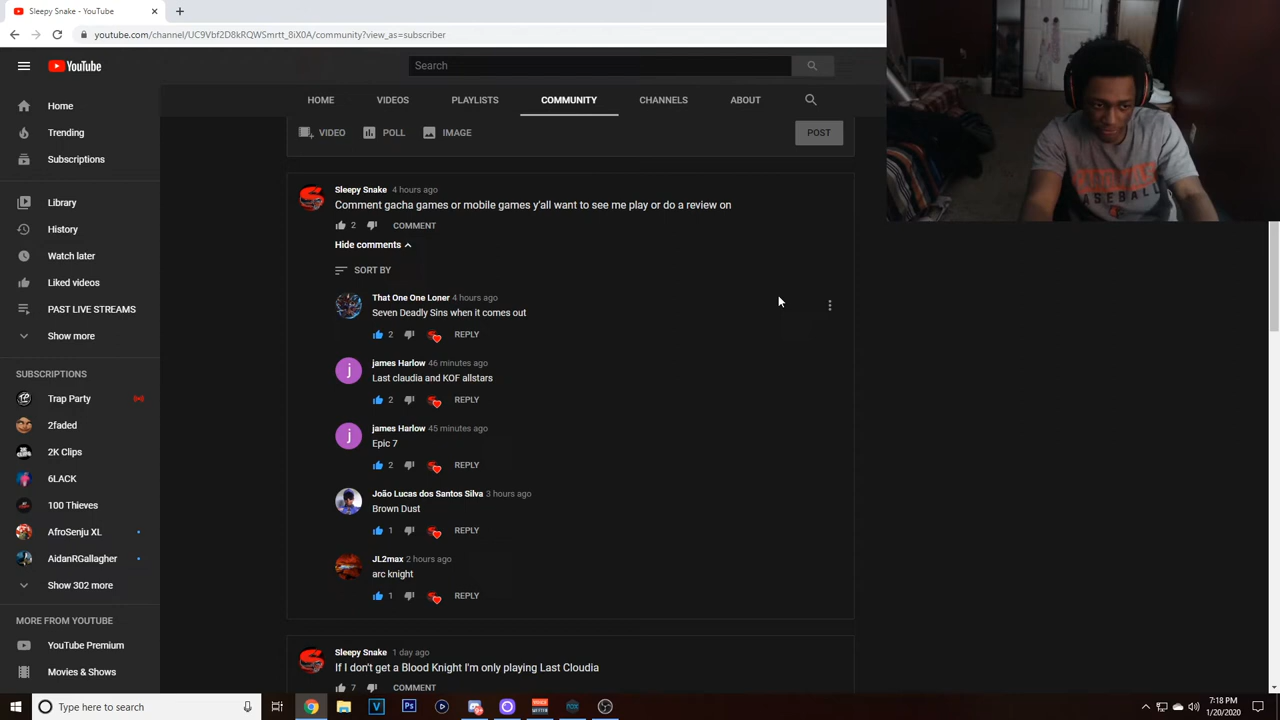 Sleepy Snake - YouTube
youtube.com/channel/UC9Vbf2D8kRQWSmrtt_8iX0A/community?view_as=subscriber
YouTube
Search
HOME VIDEOS PLAYLISTS COMMUNITY CHANNELS ABOUT
Home
Trending
Subscriptions
Library
History
Watch later
Liked videos
PAST LIVE STREAMS
Show more
SUBSCRIPTIONS
Trap Party
2faded
2K Clips
6LACK
100 Thieves
AfroSenju XL
AidanRGallagher
Show 302 more
MORE FROM YOUTUBE
YouTube Premium
Movies & Shows
VIDEO POLL IMAGE POST
Sleepy Snake 4 hours ago
Comment gacha games or mobile games y'all want to see me play or do a review on
2 COMMENT
Hide comments
SORT BY
That One One Loner 4 hours ago
Seven Deadly Sins when it comes out
2 REPLY
james Harlow 46 minutes ago
Last claudia and KOF allstars
2 REPLY
james Harlow 45 minutes ago
Epic 7
2 REPLY
João Lucas dos Santos Silva 3 hours ago
Brown Dust
1 REPLY
JL2max 2 hours ago
arc knight
1 REPLY
Sleepy Snake 1 day ago
If I don't get a Blood Knight I'm only playing Last Cloudia
7 COMMENT
BASEBALL
Type here to search
7:18 PM
1/20/2020